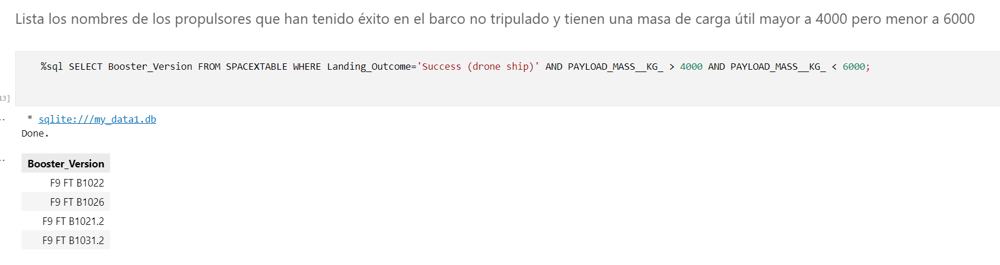 Lista los nombres de los propulsores que han tenido éxito en el barco no tripulado y tienen una masa de carga útil mayor a 4000 pero menor a 6000
%sql SELECT Booster_Version FROM SPACEXTABLE WHERE Landing_Outcome='Success (drone ship)' AND PAYLOAD_MASS__KG_ > 4000 AND PAYLOAD_MASS__KG_ < 6000;
13]
* sqlite:///my_data1.db
Done.
Booster_Version
F9 FT B1022
F9 FT B1026
F9 FT B1021.2
F9 FT B1031.2